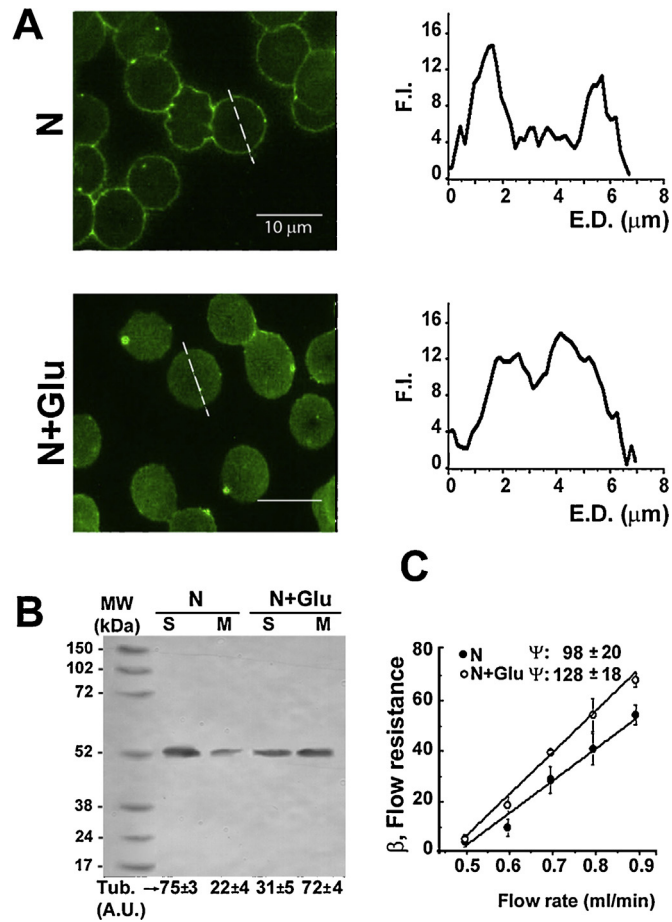 A
N
10 µm
F.I.
16
12
8
4
0
0 2 4 6 8
E.D. (µm)
N+Glu
F.I.
16
12
8
4
0
0 2 4 6 8
E.D. (µm)
B
MW (kDa)
N N+Glu
S M S M
150 -
102 -
72 -
52 -
38 -
24 -
17 -
Tub. →75±3 22±4 31±5 72±4
(A.U.)
C
β, Flow resistance
80
60
40
20
0
N Ψ: 98 ± 20
N+Glu Ψ: 128 ± 18
0.5 0.6 0.7 0.8 0.9
Flow rate (ml/min)